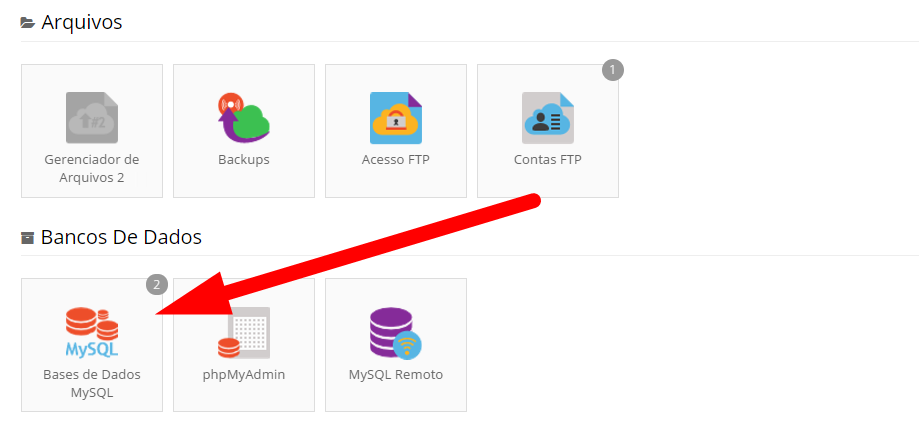 Arquivos
1
#2
Gerenciador de
Arquivos 2
Backups
Acesso FTP
Contas FTP
Bancos De Dados
2
MySQL
Bases de Dados
MySQL
phpMyAdmin
MySQL Remoto